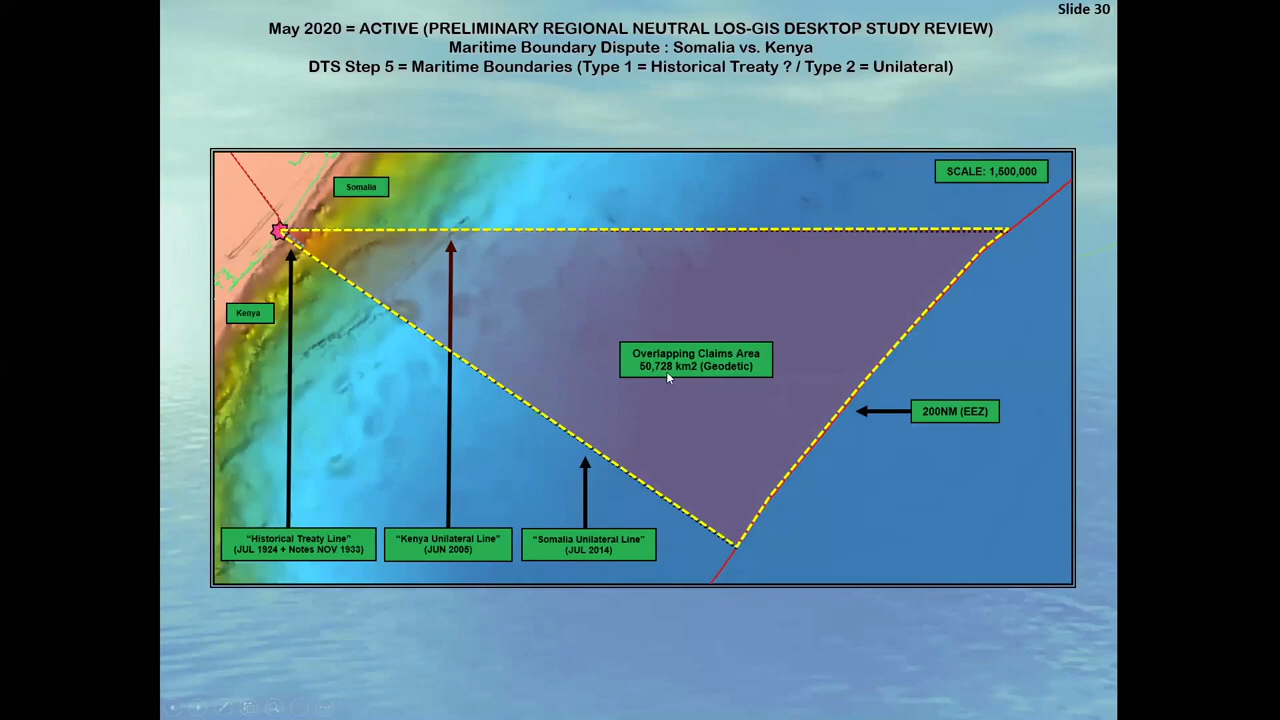 Slide 30
May 2020 = ACTIVE (PRELIMINARY REGIONAL NEUTRAL LOS-GIS DESKTOP STUDY REVIEW)
Maritime Boundary Dispute : Somalia vs. Kenya
DTS Step 5 = Maritime Boundaries (Type 1 = Historical Treaty ? / Type 2 = Unilateral)
SCALE: 1,500,000
Somalia
Kenya
Overlapping Claims Area
50,728 km2 (Geodetic)
200NM (EEZ)
“Historical Treaty Line”
(JUL 1924 + Notes NOV 1933)
“Kenya Unilateral Line”
(JUN 2005)
“Somalia Unilateral Line”
(JUL 2014)